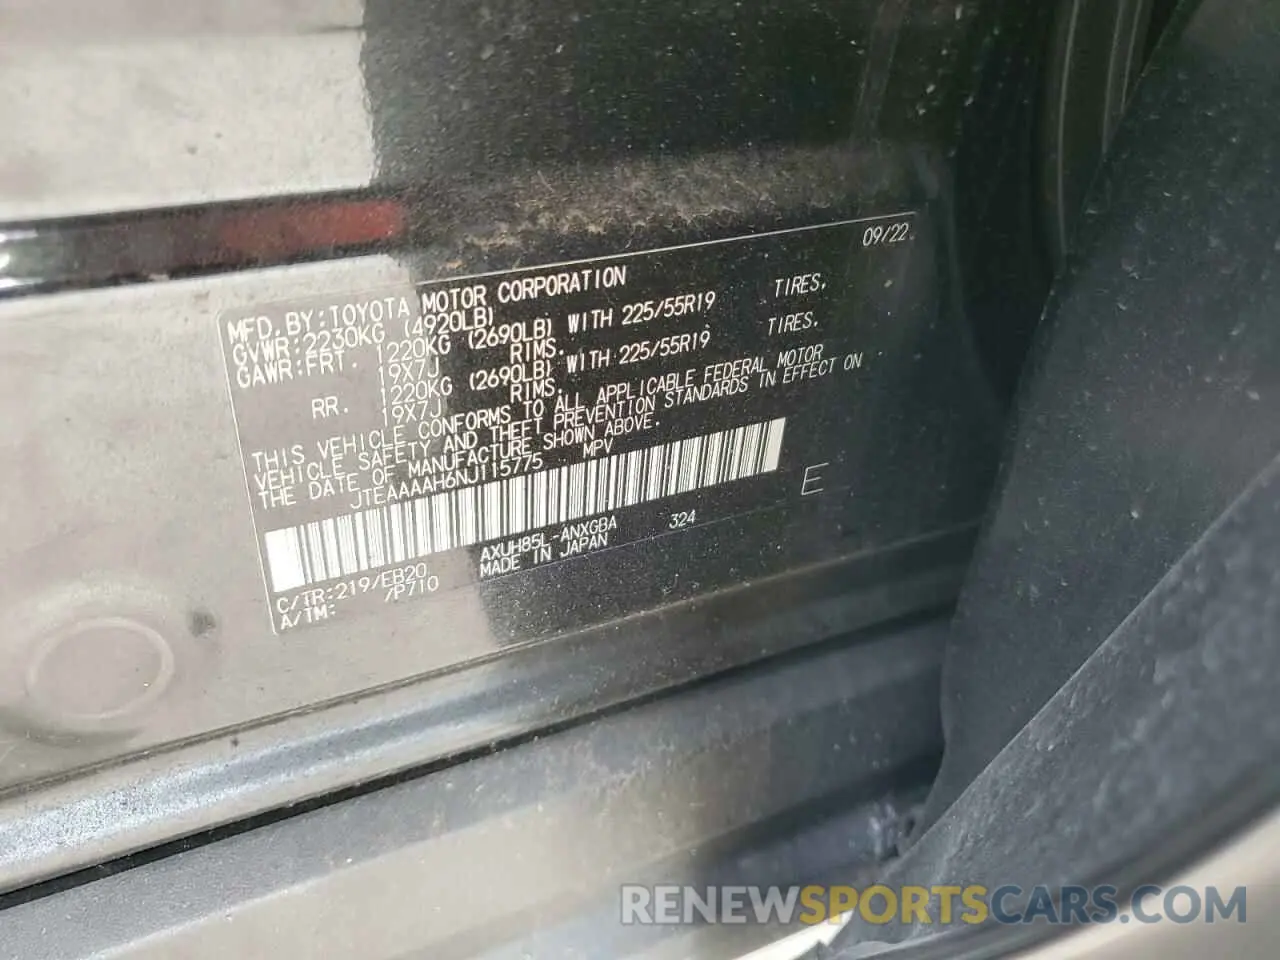 09/22
MFD.BY:TOYOTA MOTOR CORPORATION
GVWR:2230KG (4920LB)
GAWR:FRT. 1220KG (2690LB) WITH 225/55R19 TIRES,
19X7J RIMS.
RR. 1220KG (2690LB) WITH 225/55R19 TIRES,
19X7J RIMS.
THIS VEHICLE CONFORMS TO ALL APPLICABLE FEDERAL MOTOR
VEHICLE SAFETY AND THEFT PREVENTION STANDARDS IN EFFECT ON
THE DATE OF MANUFACTURE SHOWN ABOVE.
JTEAAAAH6NJ115775 MPV
E
C/TR:219/EB20 AXUH85L-ANXGBA 324
A/TM: /P710 MADE IN JAPAN
RENEWSPORTSCARS.COM